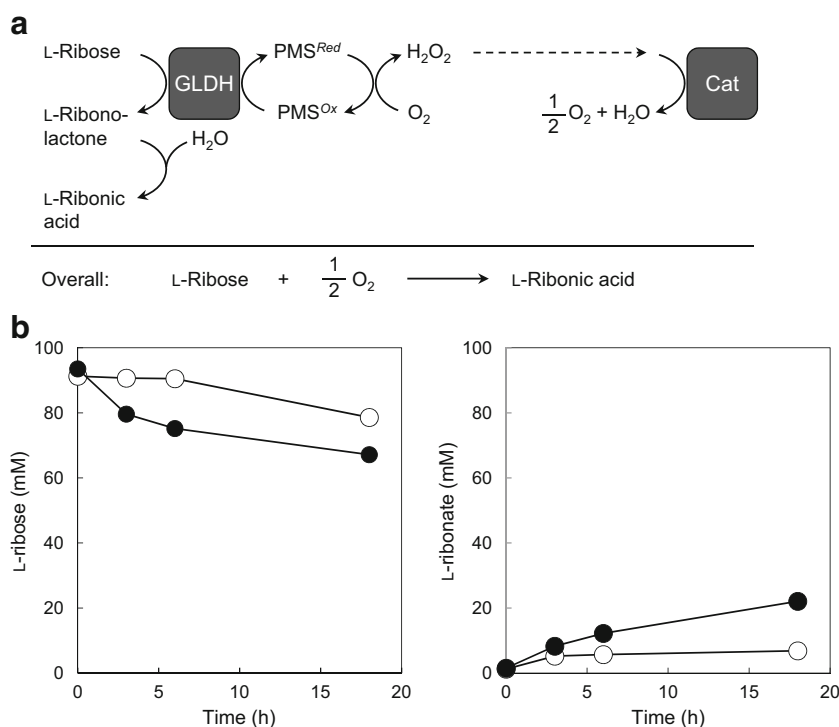 a
L-Ribose
GLDH
PMSRed
H2O2
Cat
L-Ribono-
lactone
PMSOx
O2
1/2 O2 + H2O
H2O
L-Ribonic
acid
Overall: L-Ribose + 1/2 O2 L-Ribonic acid
b
100
80
60
40
20
0
L-ribose (mM)
0 5 10 15 20
Time (h)
100
80
60
40
20
0
L-ribonate (mM)
0 5 10 15 20
Time (h)